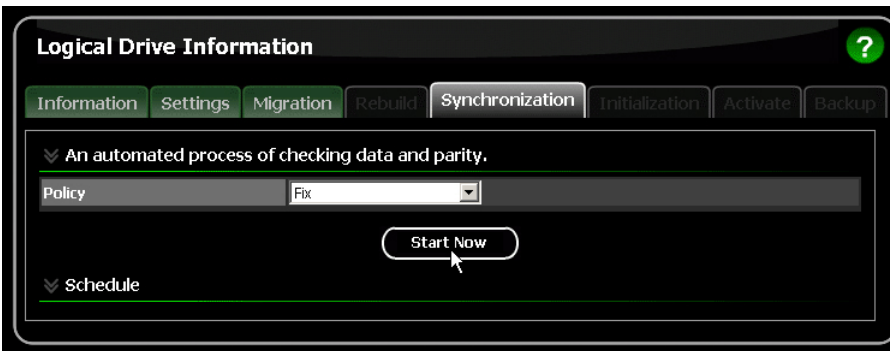 Logical Drive Information
?
Information Settings Migration Rebuild Synchronization Initialization Activate Backup
An automated process of checking data and parity.
Policy Fix
Start Now
Schedule